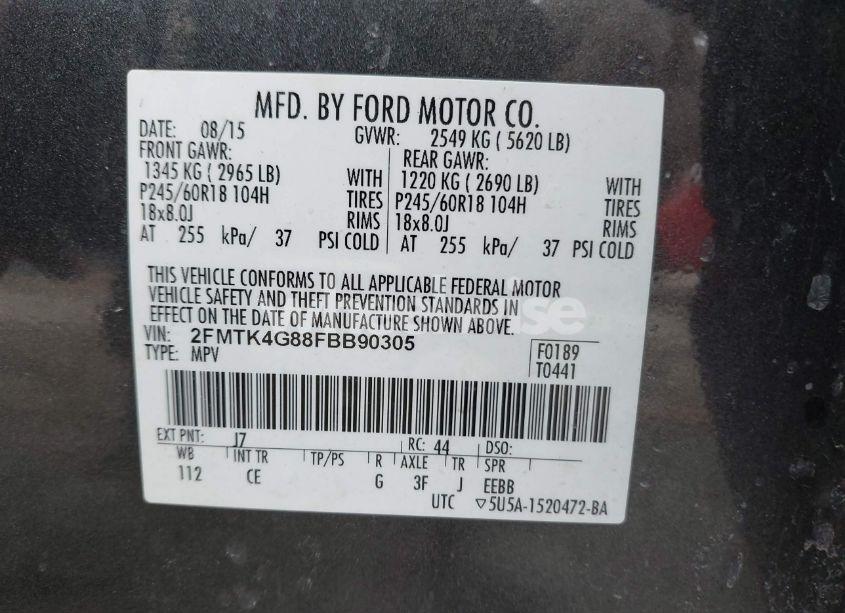 MFD. BY FORD MOTOR CO.
DATE: 08/15 GVWR: 2549 KG ( 5620 LB)
FRONT GAWR: REAR GAWR:
1345 KG ( 2965 LB) WITH 1220 KG ( 2690 LB) WITH
P245/60R18 104H TIRES P245/60R18 104H TIRES
18x8.0J RIMS 18x8.0J RIMS
AT 255 kPa/ 37 PSI COLD AT 255 kPa/ 37 PSI COLD
THIS VEHICLE CONFORMS TO ALL APPLICABLE FEDERAL MOTOR
VEHICLE SAFETY AND THEFT PREVENTION STANDARDS IN
EFFECT ON THE DATE OF MANUFACTURE SHOWN ABOVE.
VIN: 2FMTK4G88FBB90305
TYPE: MPV
F0189
T0441
EXT PNT: J7 RC: 44 DSO:
WB INT TR TP/PS R AXLE TR SPR
112 CE G 3F J EEBB
UTC ▽5U5A-1520472-BA